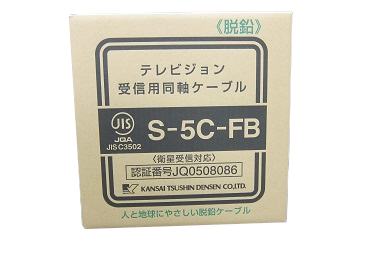 《脱鉛》
テレビジョン
受信用同軸ケーブル
JIS
JQA
JIS C3502
S-5C-FB
〈衛星受信対応〉
認証番号JQ0508086
KANSAI TSUSHIN DENSEN CO,LTD.
人と地球にやさしい脱鉛ケーブル